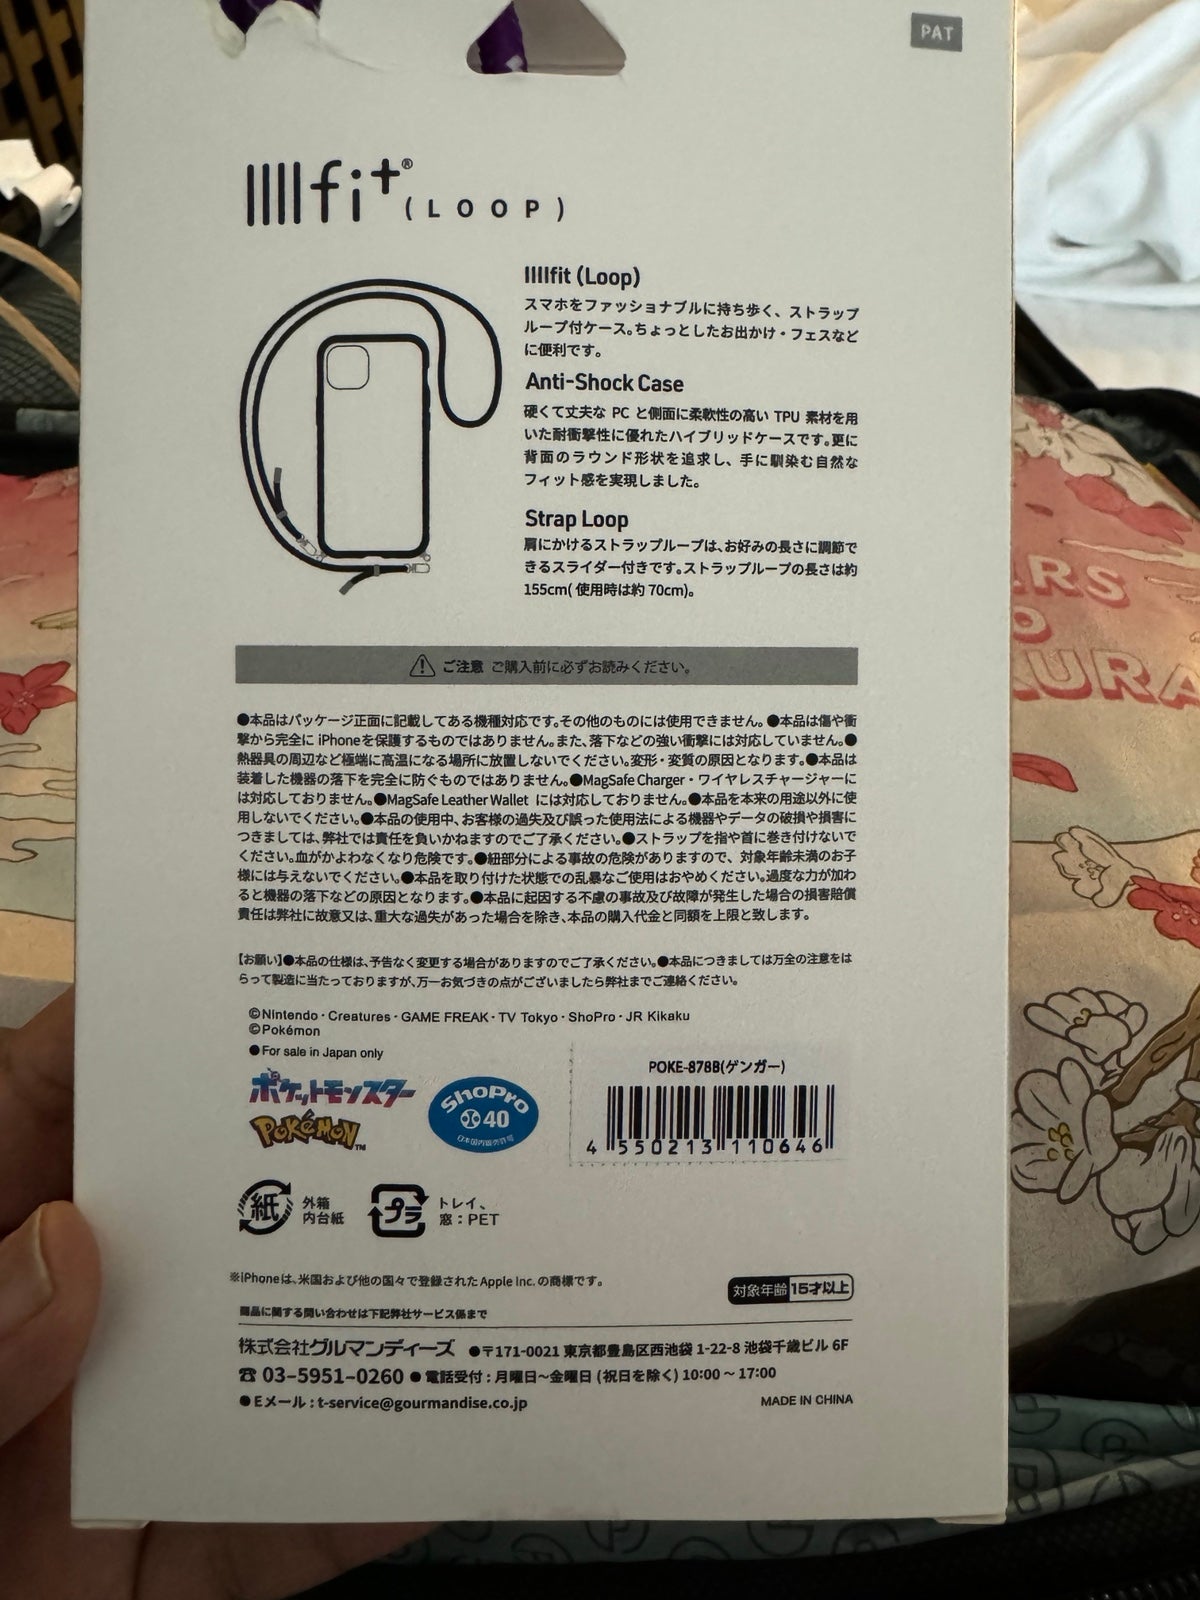 PAT
IIIIfit®(LOOP)
IIIIfit (Loop)
スマホをファッショナブルに持ち歩く、ストラップ
ループ付ケース。ちょっとしたお出かけ・フェスなど
に便利です。
Anti-Shock Case
硬くて丈夫な PC と側面に柔軟性の高い TPU 素材を用
いた耐衝撃性に優れたハイブリッドケースです。更に
背面のラウンド形状を追求し、手に馴染む自然な
フィット感を実現しました。
Strap Loop
肩にかけるストラップループは、お好みの長さに調節で
きるスライダー付きです。ストラップループの長さは約
155cm(使用時は約 70cm)。
ご注意 ご購入前に必ずお読みください。
●本品はパッケージ正面に記載してある機種対応です。その他のものには使用できません。●本品は傷や衝
撃から完全に iPhoneを保護するものではありません。また、落下などの強い衝撃には対応していません。●
熱器具の周辺など極端に高温になる場所に放置しないでください。変形・変質の原因となります。●本品は
装着した機器の落下を完全に防ぐものではありません。●MagSafe Charger・ワイヤレスチャージャーに
は対応しておりません。●MagSafe Leather Wallet には対応しておりません。●本品を本来の用途以外に使
用しないでください。●本品の使用中、お客様の過失及び誤った使用法による機器やデータの破損や損害に
つきましては、弊社では責任を負いかねますのでご了承ください。●ストラップを指や首に巻き付けないで
ください。血がかよわなくなり危険です。●紐部分による事故の危険がありますので、対象年齢未満のお子
様には与えないでください。●本品を取り付けた状態での乱暴なご使用はおやめください。過度な力が加わ
ると機器の落下などの原因となります。●本品に起因する不慮の事故及び故障が発生した場合の損害賠償
責任は弊社に故意又は、重大な過失があった場合を除き、本品の購入代金と同額を上限と致します。
【お願い】●本品の仕様は、予告なく変更する場合がありますのでご了承ください。●本品につきましては万全の注意をは
らって製造に当たっておりますが、万一お気づきの点がございましたら弊社までご連絡ください。
©Nintendo・Creatures・GAME FREAK・TV Tokyo・ShoPro・JR Kikaku
©Pokémon
●For sale in Japan only
ポケットモンスター
POKÉMON™
ShoPro
40
日本国内販売許可
POKE-878B(ゲンガー)
4 550213 110646
紙
外箱
内台紙
プラ
トレイ、
窓：PET
※iPhoneは、米国および他の国々で登録されたApple Inc.の商標です。
対象年齢 15才以上
商品に関する問い合わせは下記弊社サービス係まで
株式会社グルマンディーズ ●〒171-0021 東京都豊島区西池袋 1-22-8 池袋千歳ビル 6F
☎ 03-5951-0260 ●電話受付：月曜日～金曜日 (祝日を除く) 10:00～17:00
●Eメール：t-service@gourmandise.co.jp
MADE IN CHINA